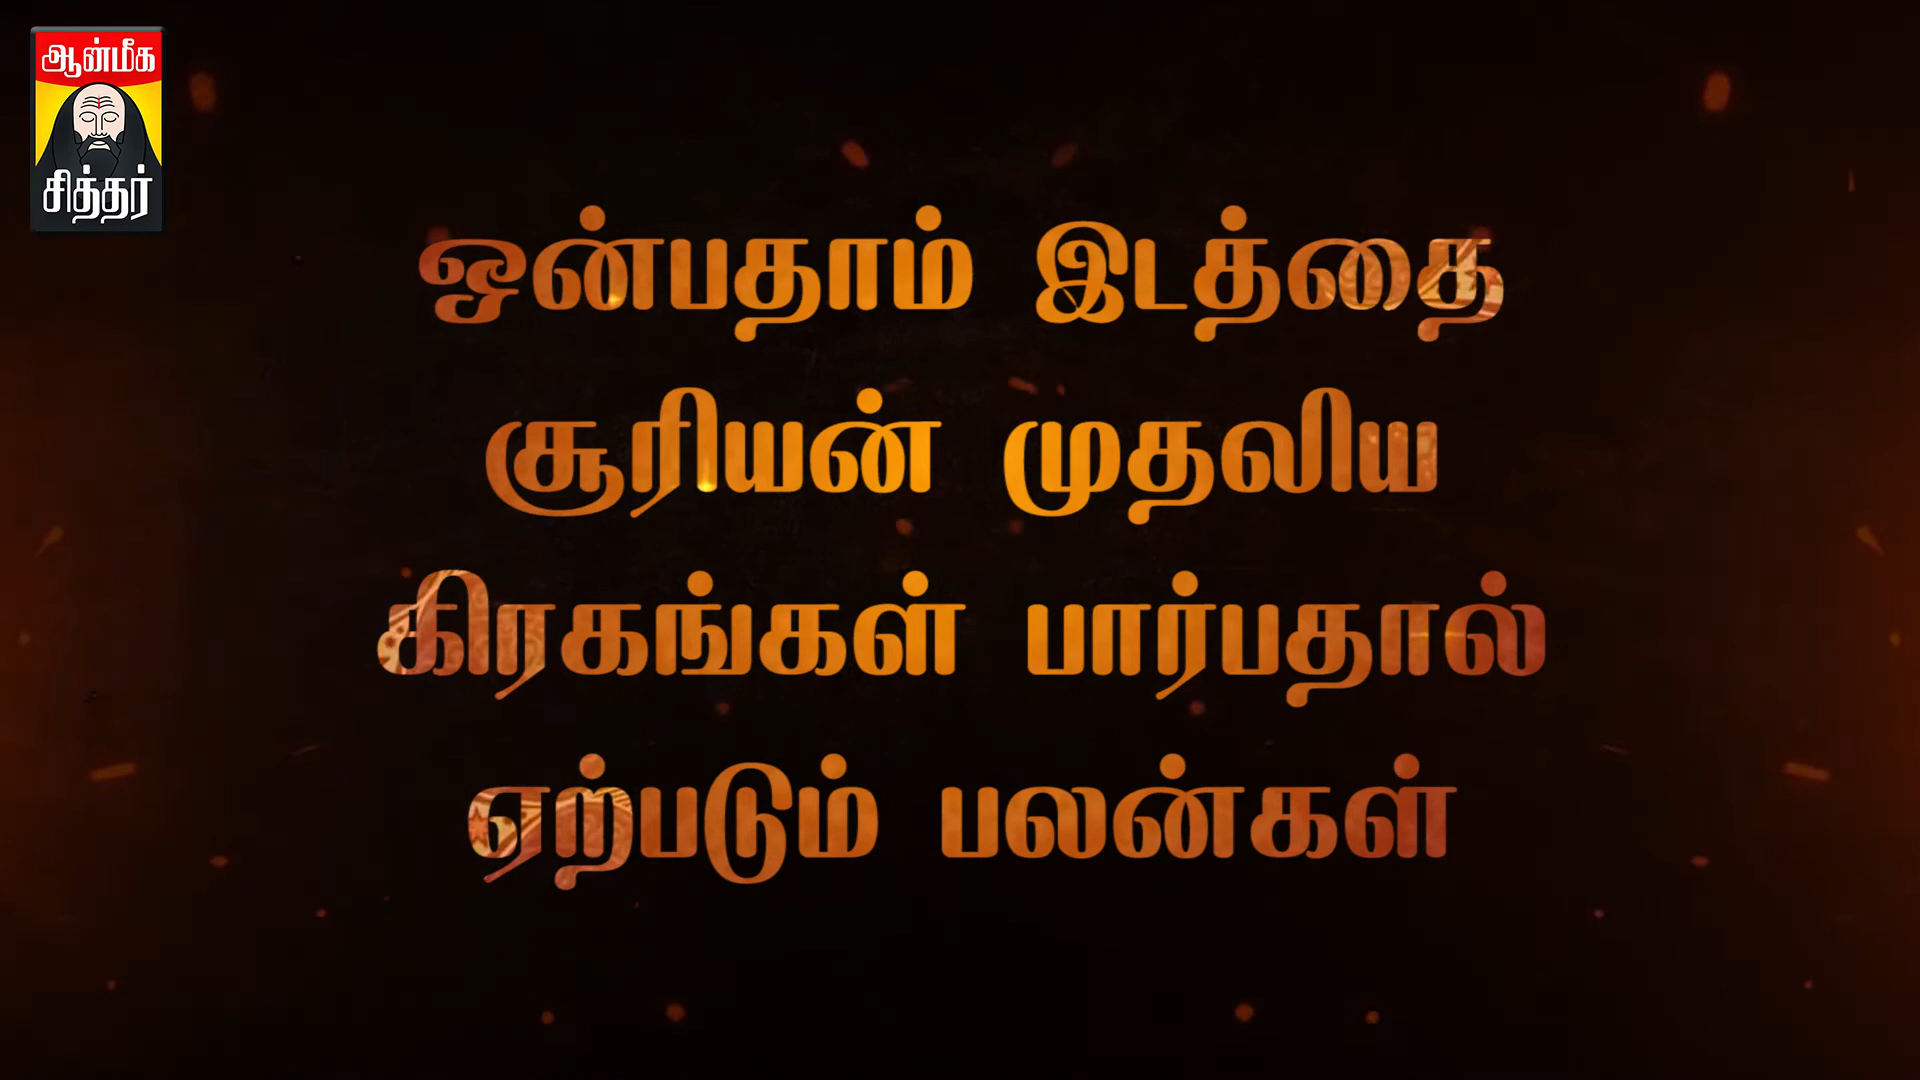 ஆன்மீக
சித்தர்
ஒன்பதாம் இடத்தை
சூரியன் முதலிய
கிரகங்கள் பார்பதால்
ஏற்படும் பலன்கள்